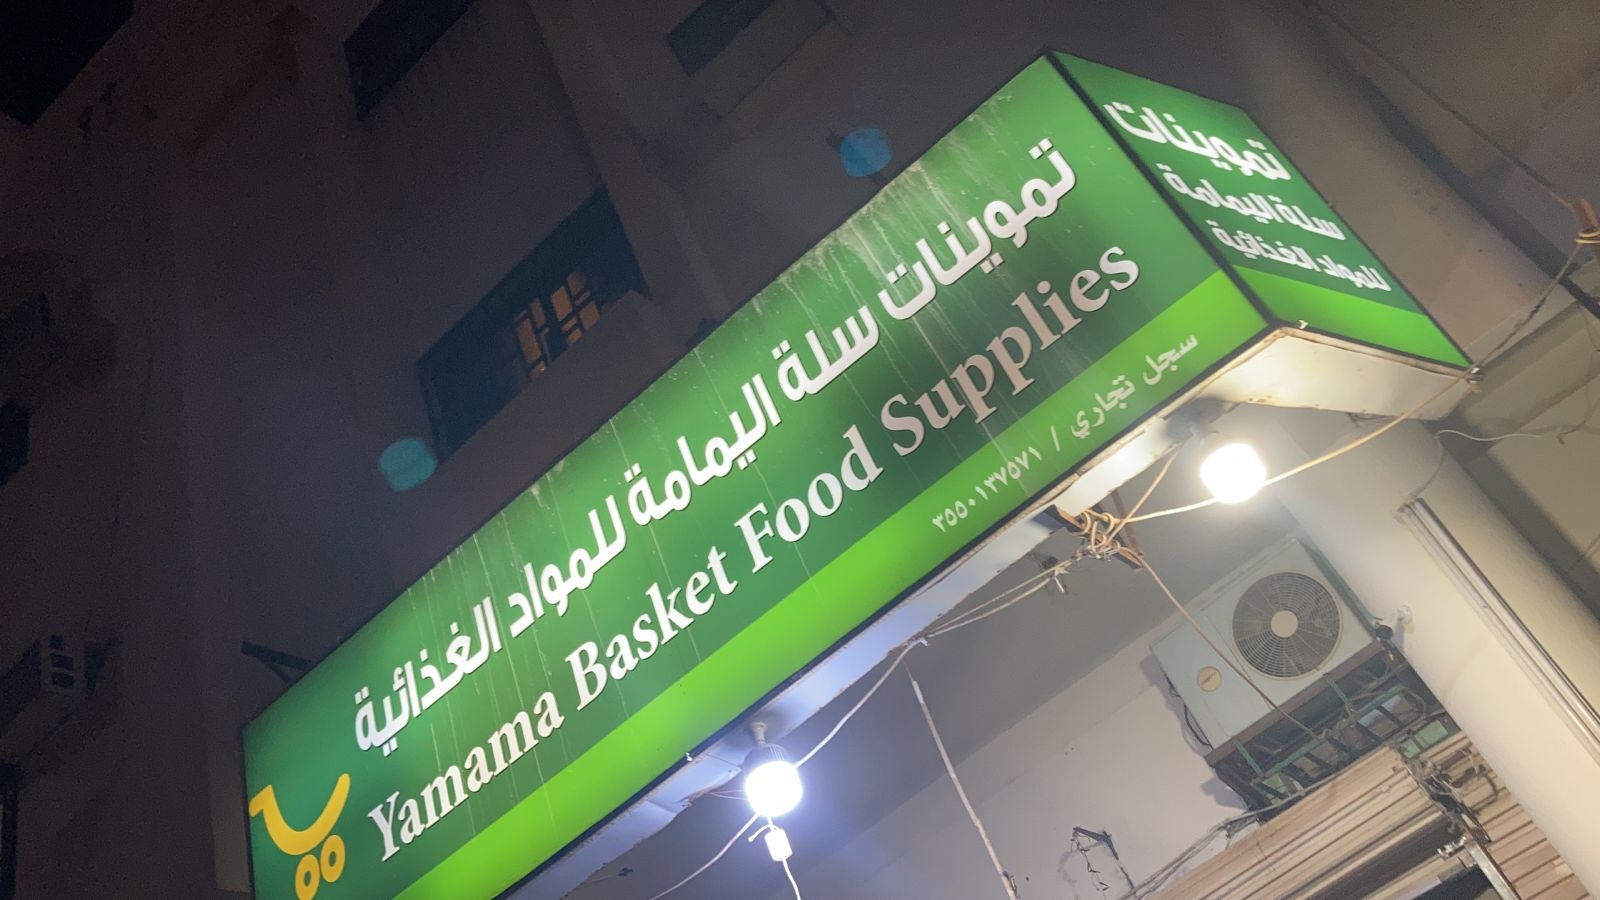 تموينات سلة اليمامة للمواد الغذائية
Yamama Basket Food Supplies
سجل تجاري / ٣٥٥٠١٣٧٥٧١
تموينات
سلة اليمامة
للمواد الغذائية